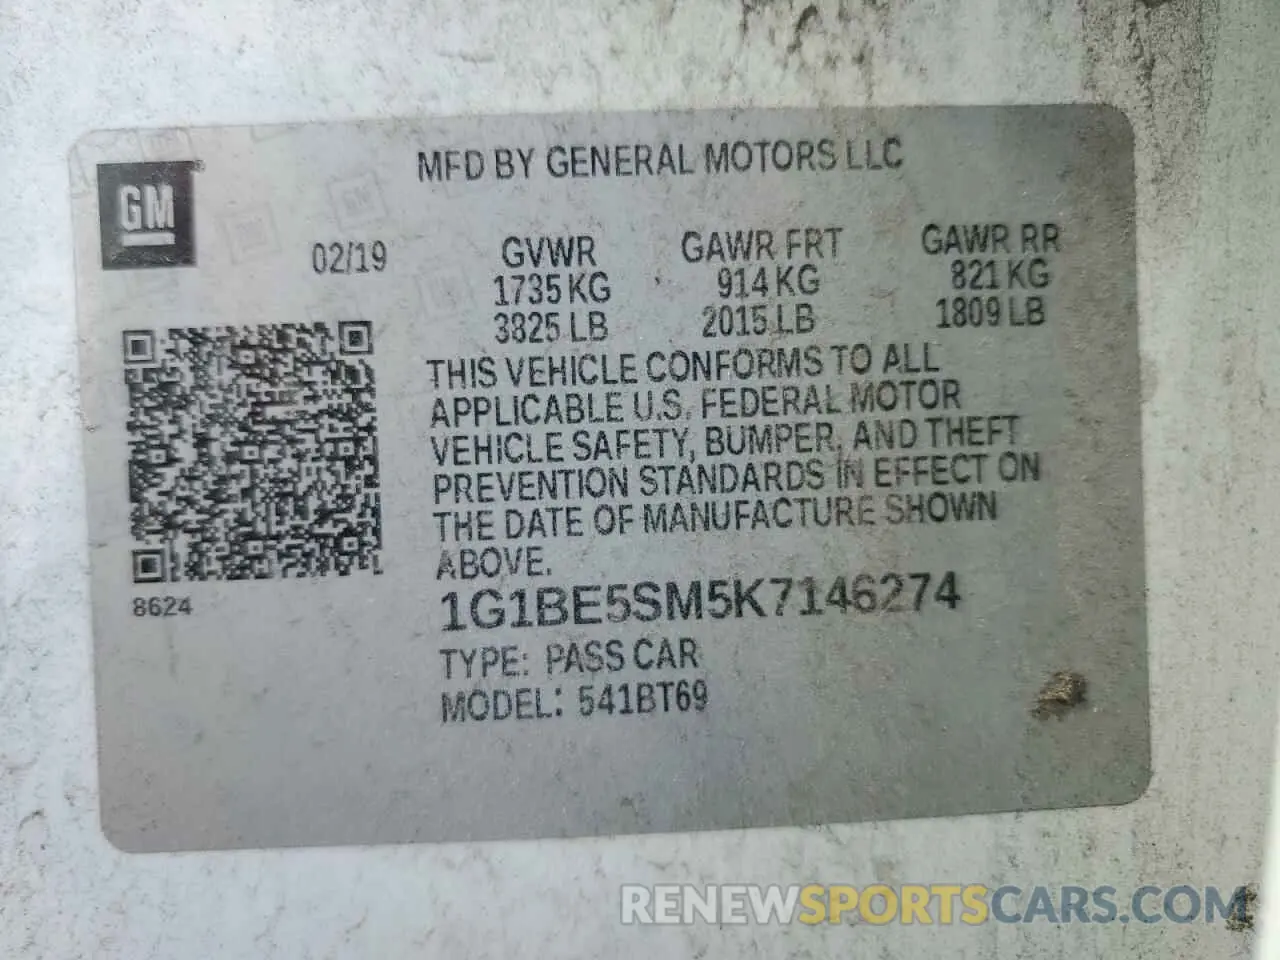 MFD BY GENERAL MOTORS LLC
GM
02/19
GVWR GAWR FRT GAWR RR
1735 KG 914 KG 821 KG
3825 LB 2015 LB 1809 LB
THIS VEHICLE CONFORMS TO ALL
APPLICABLE U.S. FEDERAL MOTOR
VEHICLE SAFETY, BUMPER, AND THEFT
PREVENTION STANDARDS IN EFFECT ON
THE DATE OF MANUFACTURE SHOWN
ABOVE.
8624
1G1BE5SM5K7146274
TYPE: PASS CAR
MODEL: 541BT69
RENEWSPORTSCARS.COM